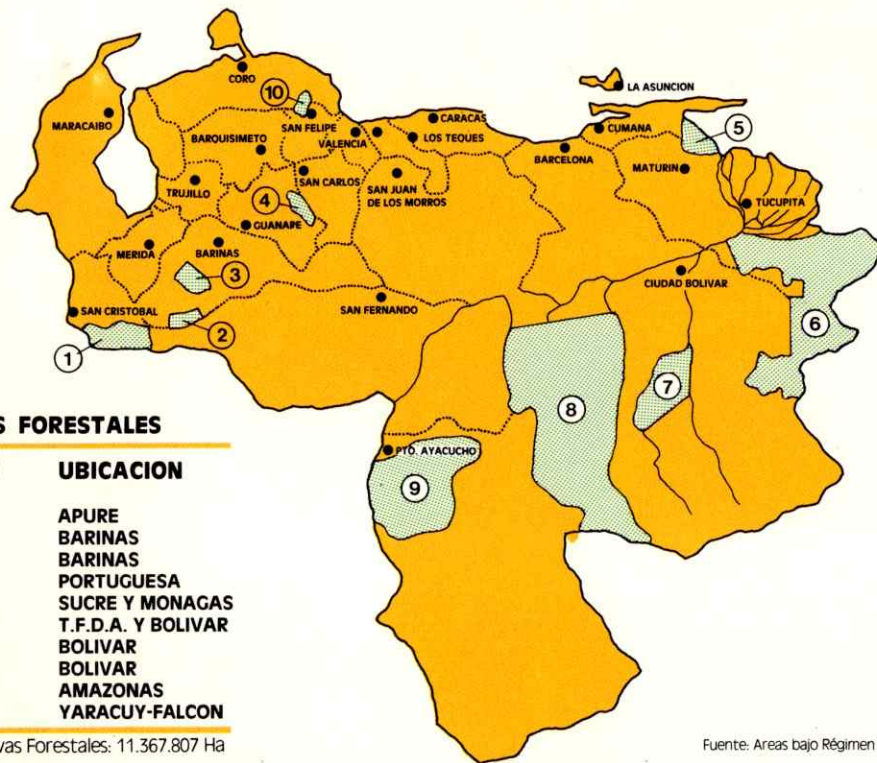 CORO
LA ASUNCION
MARACAIBO
10
SAN FELIPE
CARACAS
VALENCIA
LOS TEQUES
CUMANA
5
BARQUISIMETO
BARCELONA
MATURIN
SAN CARLOS
SAN JUAN
DE LOS MORROS
TRUJILLO
4
GUANARE
TUCUPITA
MERIDA
BARINAS
3
CIUDAD BOLIVAR
SAN CRISTOBAL
2
SAN FERNANDO
6
1
7
8
S FORESTALES
PTO. AYACUCHO
UBICACION
9
APURE
BARINAS
BARINAS
PORTUGUESA
SUCRE Y MONAGAS
T.F.D.A. Y BOLIVAR
BOLIVAR
BOLIVAR
AMAZONAS
YARACUY-FALCON
vas Forestales: 11.367.807 Ha
Fuente: Areas bajo Régimen